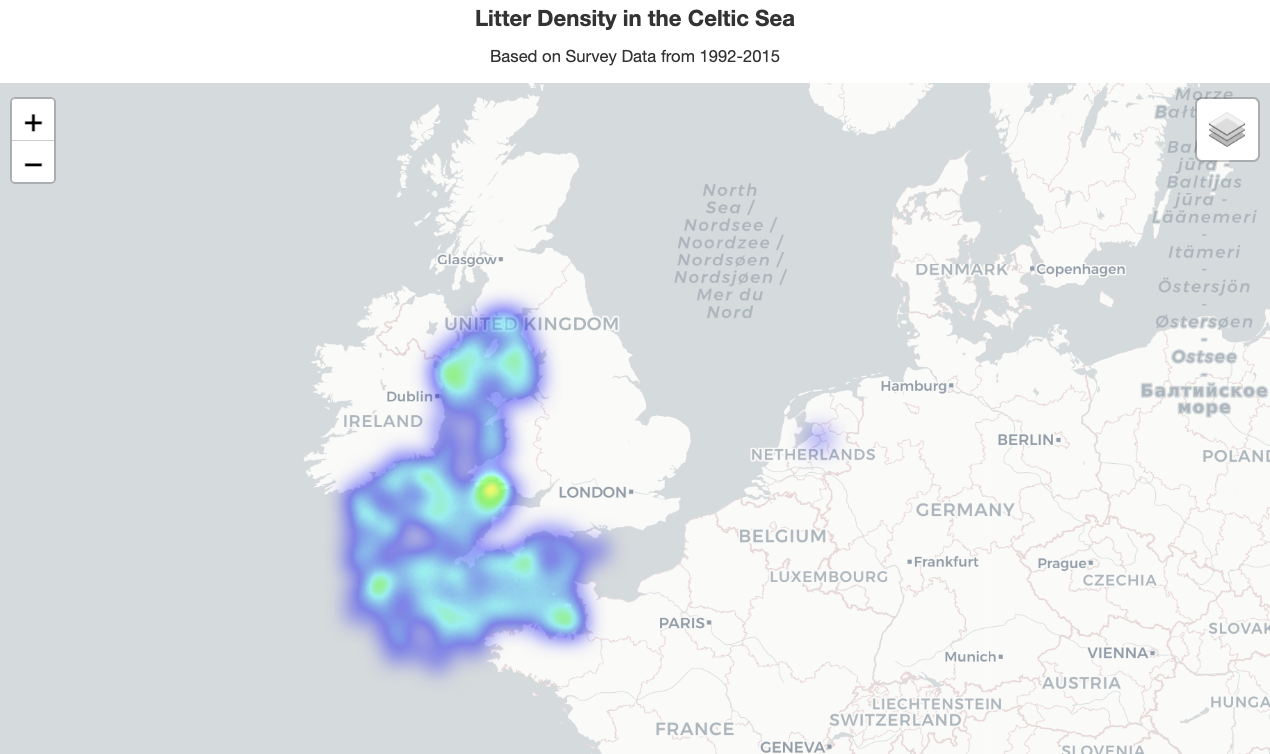 Litter Density in the Celtic Sea
Based on Survey Data from 1992-2015
+
−
Morze
Bałt
Bal
jūra -
Baltijas
jūra -
Läänemeri
-
Itämeri
-
Östersjön
-
Østersøen
-
Ostsee
-
Балтийское
море
North
Sea /
Nordsee /
Noordzee /
Nordsøen /
Nordsjøen /
Mer du
Nord
Glasgow
DENMARK
Copenhagen
UNITED KINGDOM
Hamburg
Dublin
IRELAND
BERLIN
NETHERLANDS
POLAND
LONDON
GERMANY
BELGIUM
Frankfurt
Prague
LUXEMBOURG
CZECHIA
PARIS
SLOVAK
Munich
VIENNA
AUSTRIA
LIECHTENSTEIN
HUNGA
SWITZERLAND
FRANCE
GENEVA
SLOVENIA